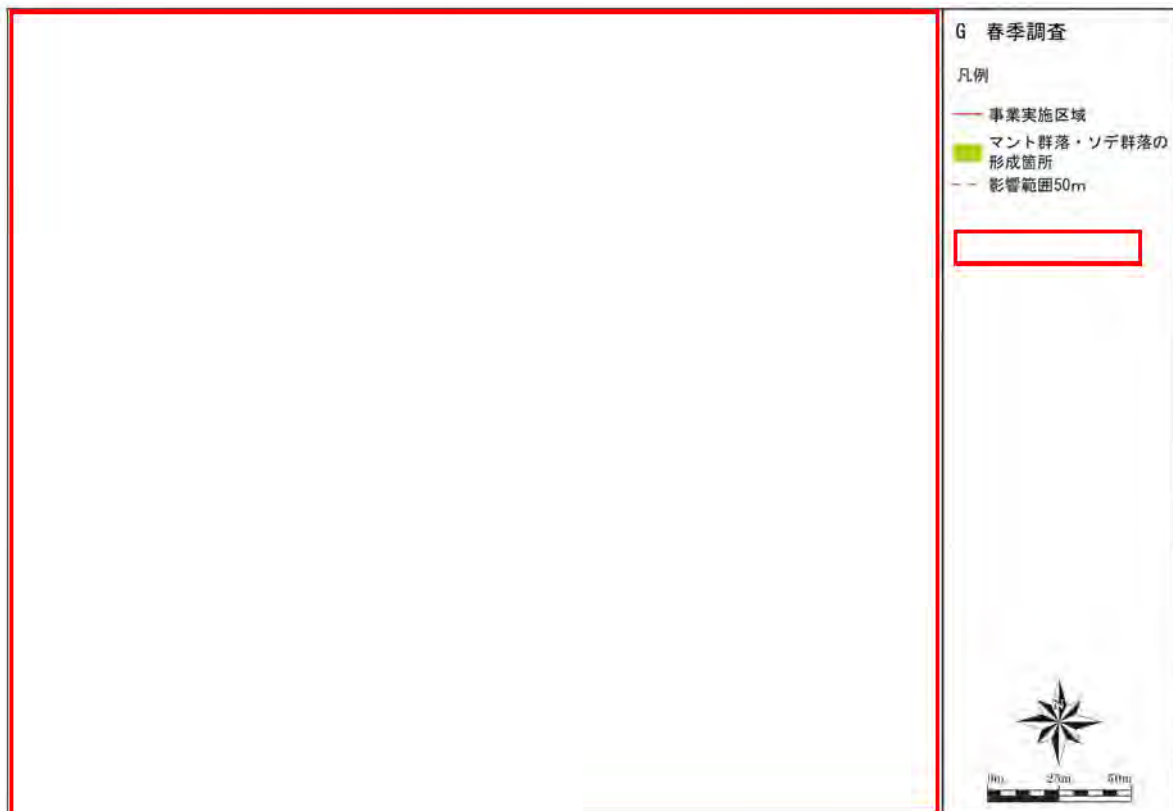 G 春季調査
凡例
事業実施区域
マント群落・ソデ群落の
形成箇所
影響範囲50m
N
0m 25m 50m